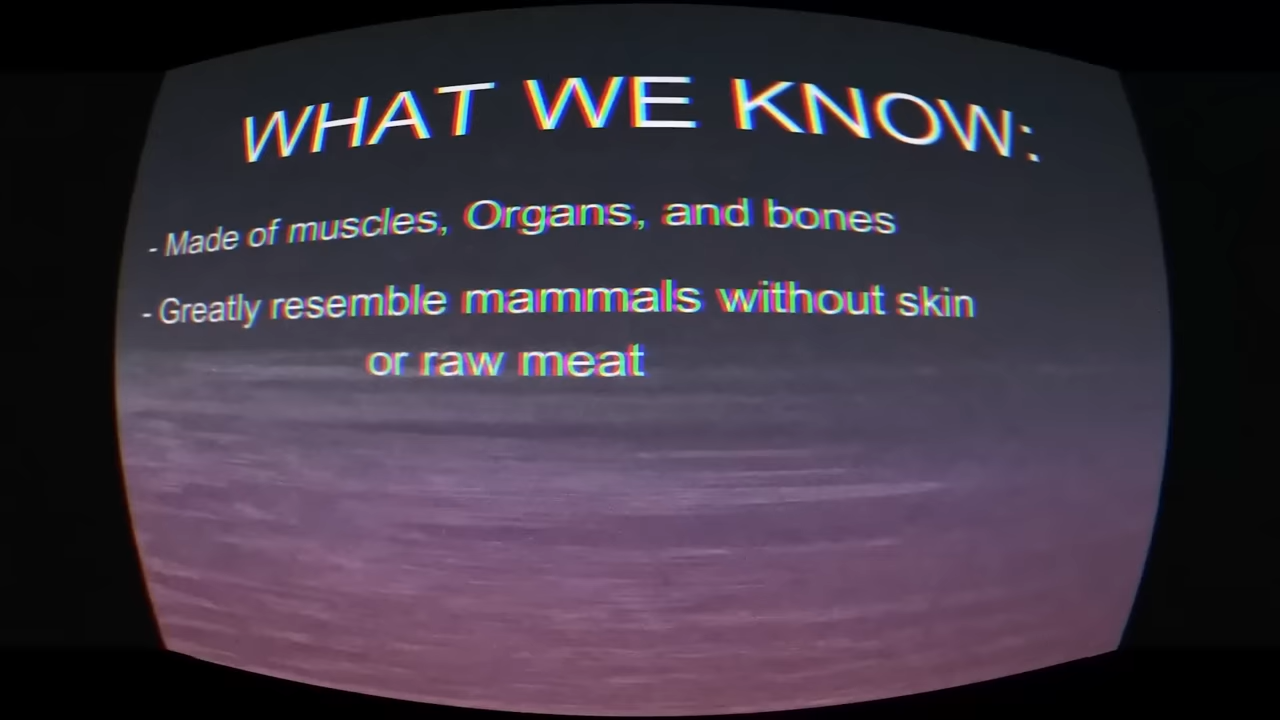 WHAT WE KNOW:
- Made of muscles, Organs, and bones
- Greatly resemble mammals without skin
or raw meat